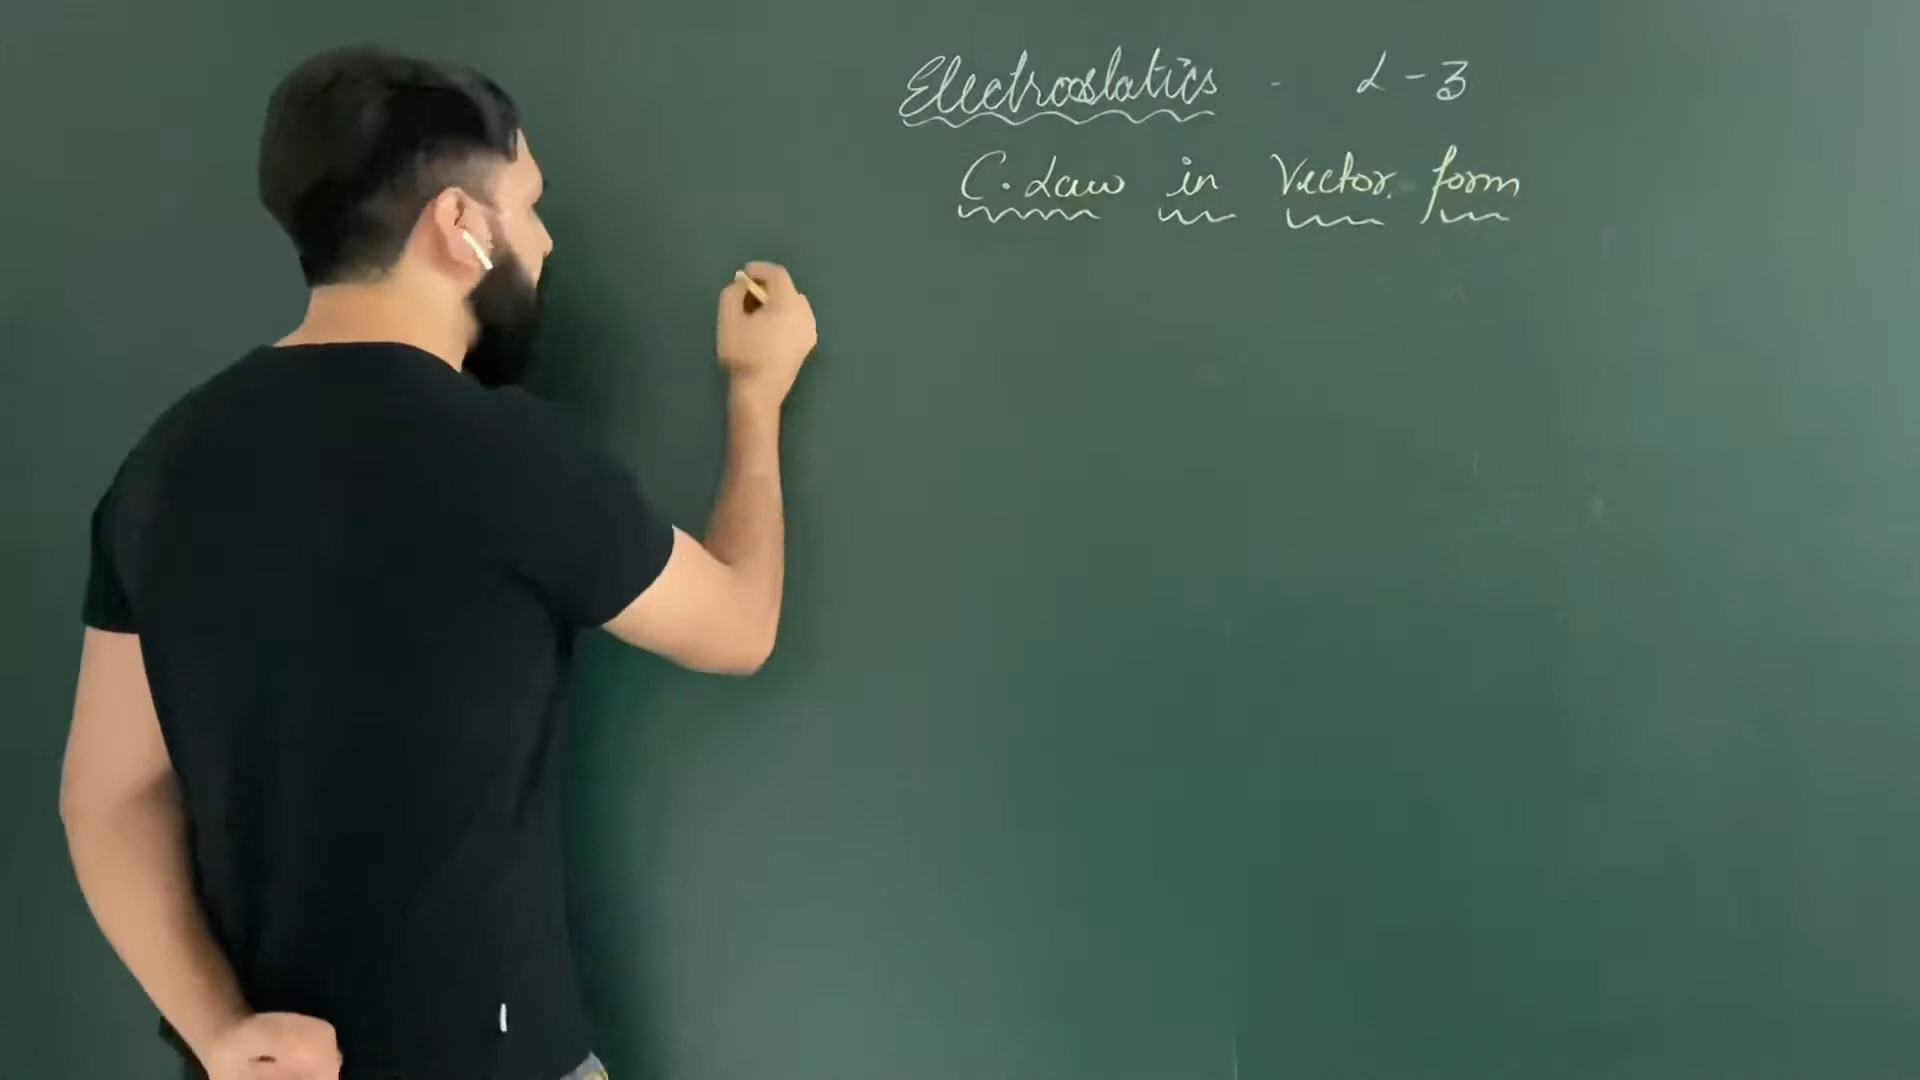 Electrostatics - L-3
C. Law in Vector form